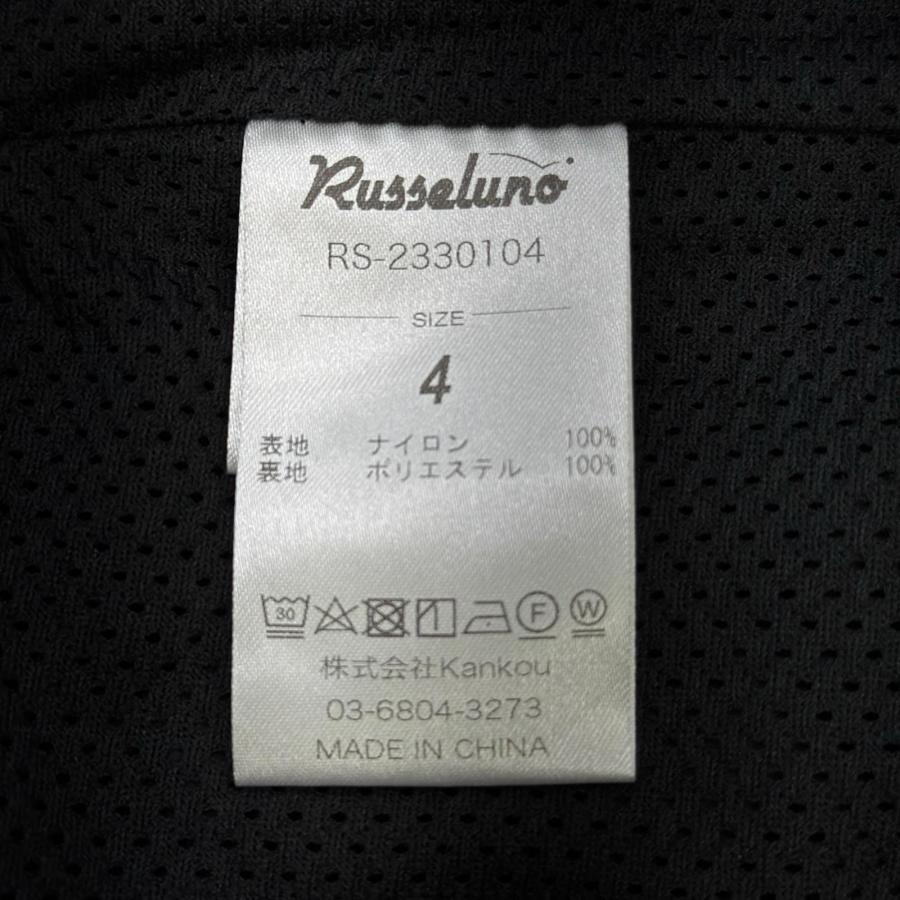 Russeluno
RS-2330104
SIZE
4
表地 ナイロン 100%
裏地 ポリエステル 100%
30 F W
株式会社Kankou
03-6804-3273
MADE IN CHINA